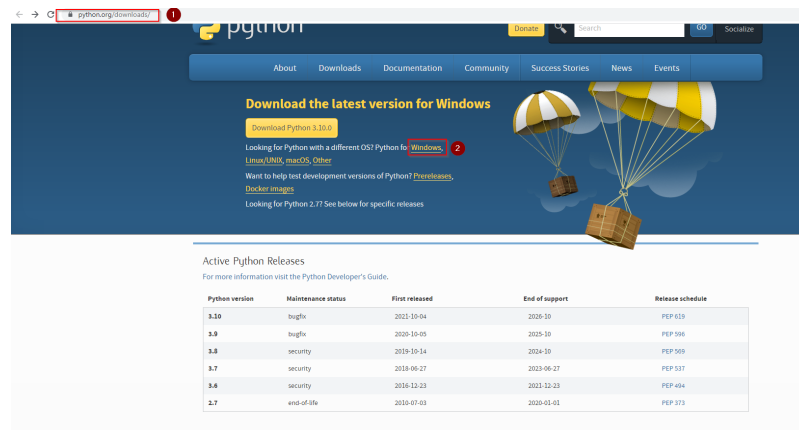 python.org/downloads/ 1
python
Donate Search GO Socialize
About Downloads Documentation Community Success Stories News Events
Download the latest version for Windows
Download Python 3.10.0
Looking for Python with a different OS? Python for Windows, 2
Linux/UNIX, macOS, Other
Want to help test development versions of Python? Prereleases,
Docker images
Looking for Python 2.7? See below for specific releases
Active Python Releases
For more information visit the Python Developer's Guide.
Python version Maintenance status First released End of support Release schedule
3.10 bugfix 2021-10-04 2026-10 PEP 619
3.9 bugfix 2020-10-05 2025-10 PEP 596
3.8 security 2019-10-14 2024-10 PEP 569
3.7 security 2018-06-27 2023-06-27 PEP 537
3.6 security 2016-12-23 2021-12-23 PEP 494
2.7 end-of-life 2010-07-03 2020-01-01 PEP 373